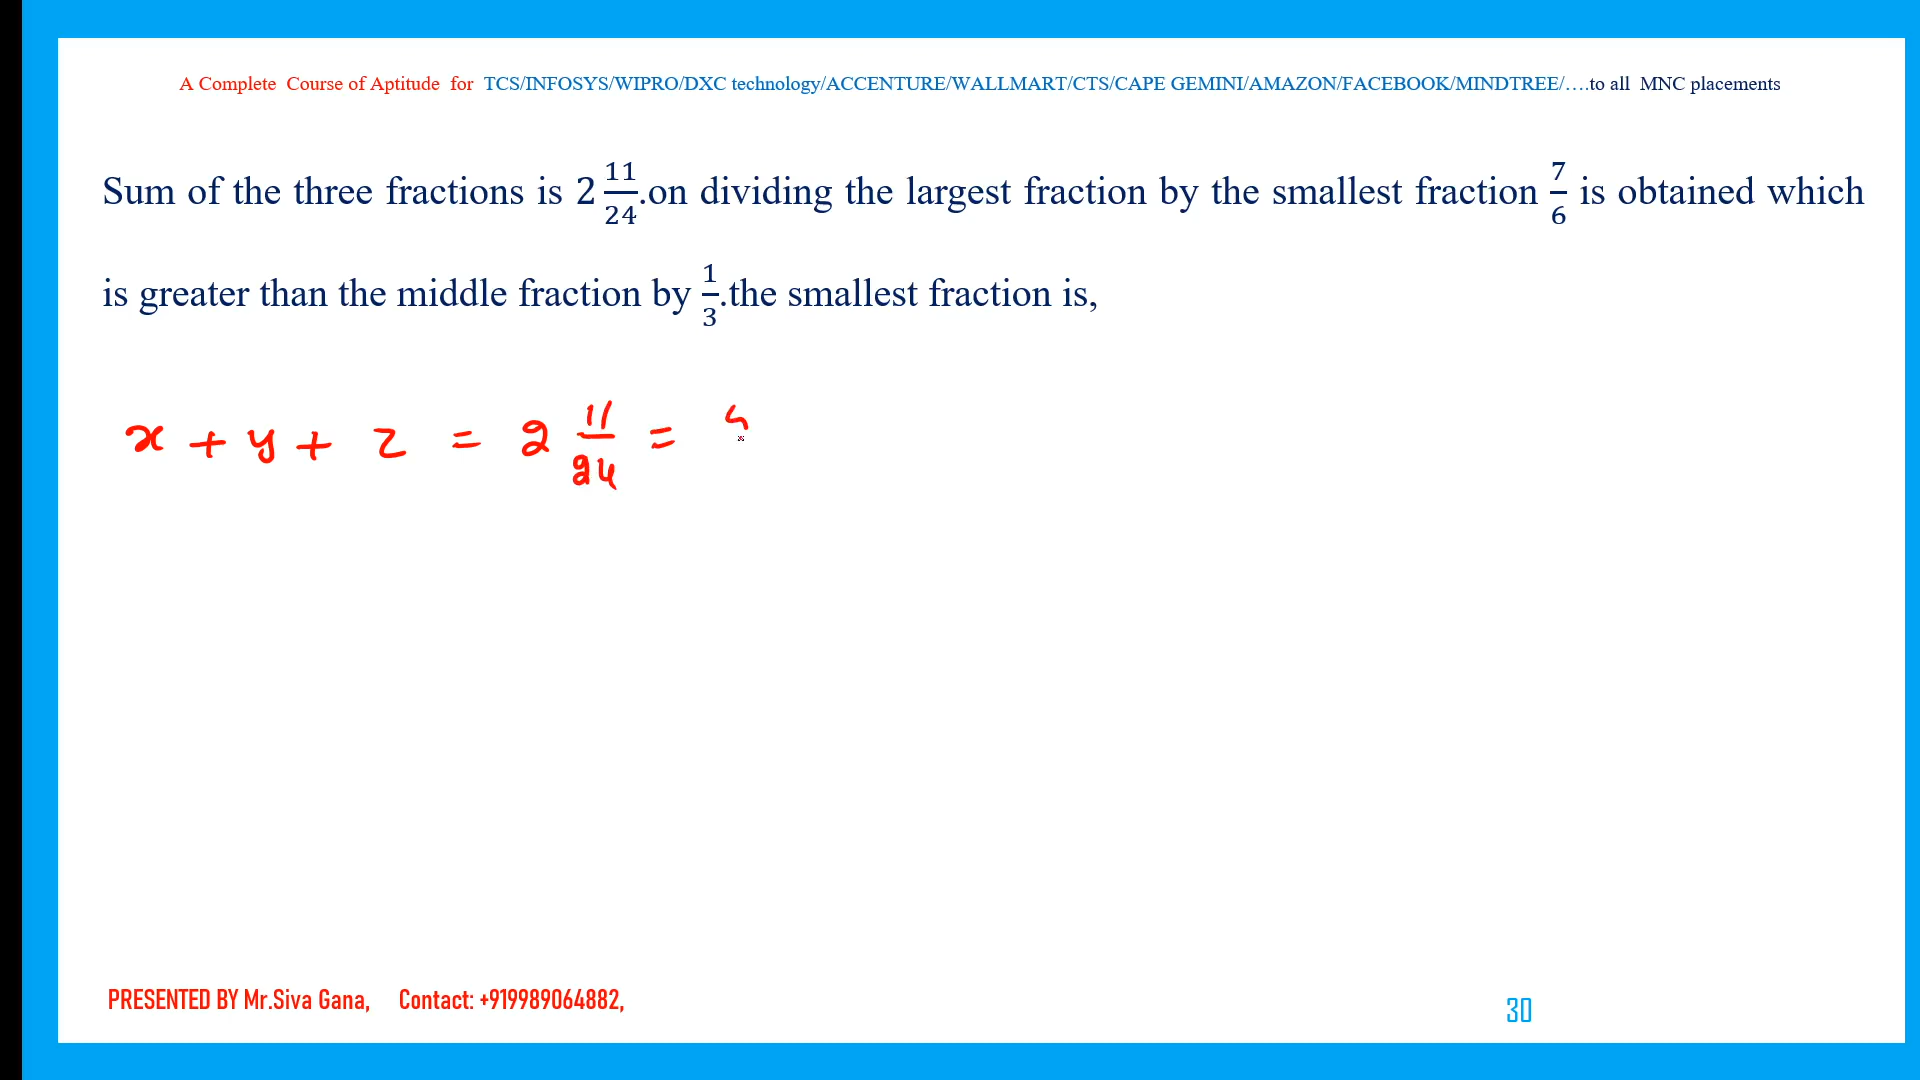 A Complete Course of Aptitude for TCS/INFOSYS/WIPRO/DXC technology/ACCENTURE/WALLMART/CTS/CAPE GEMINI/AMAZON/FACEBOOK/MINDTREE/….to all MNC placements
Sum of the three fractions is 2 11/24.on dividing the largest fraction by the smallest fraction 7/6 is obtained which
is greater than the middle fraction by 1/3.the smallest fraction is,
x + y + z = 2 11/24 =
PRESENTED BY Mr.Siva Gana, Contact: +919989064882,
30